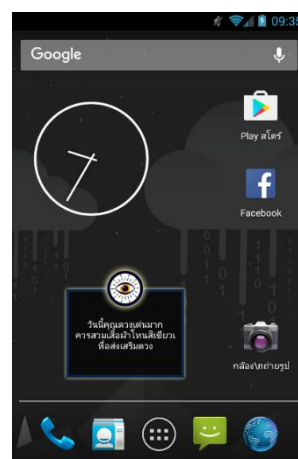 09:35
Google
Play สโตร์
Facebook
วันนี้คุณดวงเด่นมาก
ควรสวมเสื้อผ้าโทนสีเขียวเ
พื่อส่งเสริมดวง
กล้อง\nถ่ายรูป